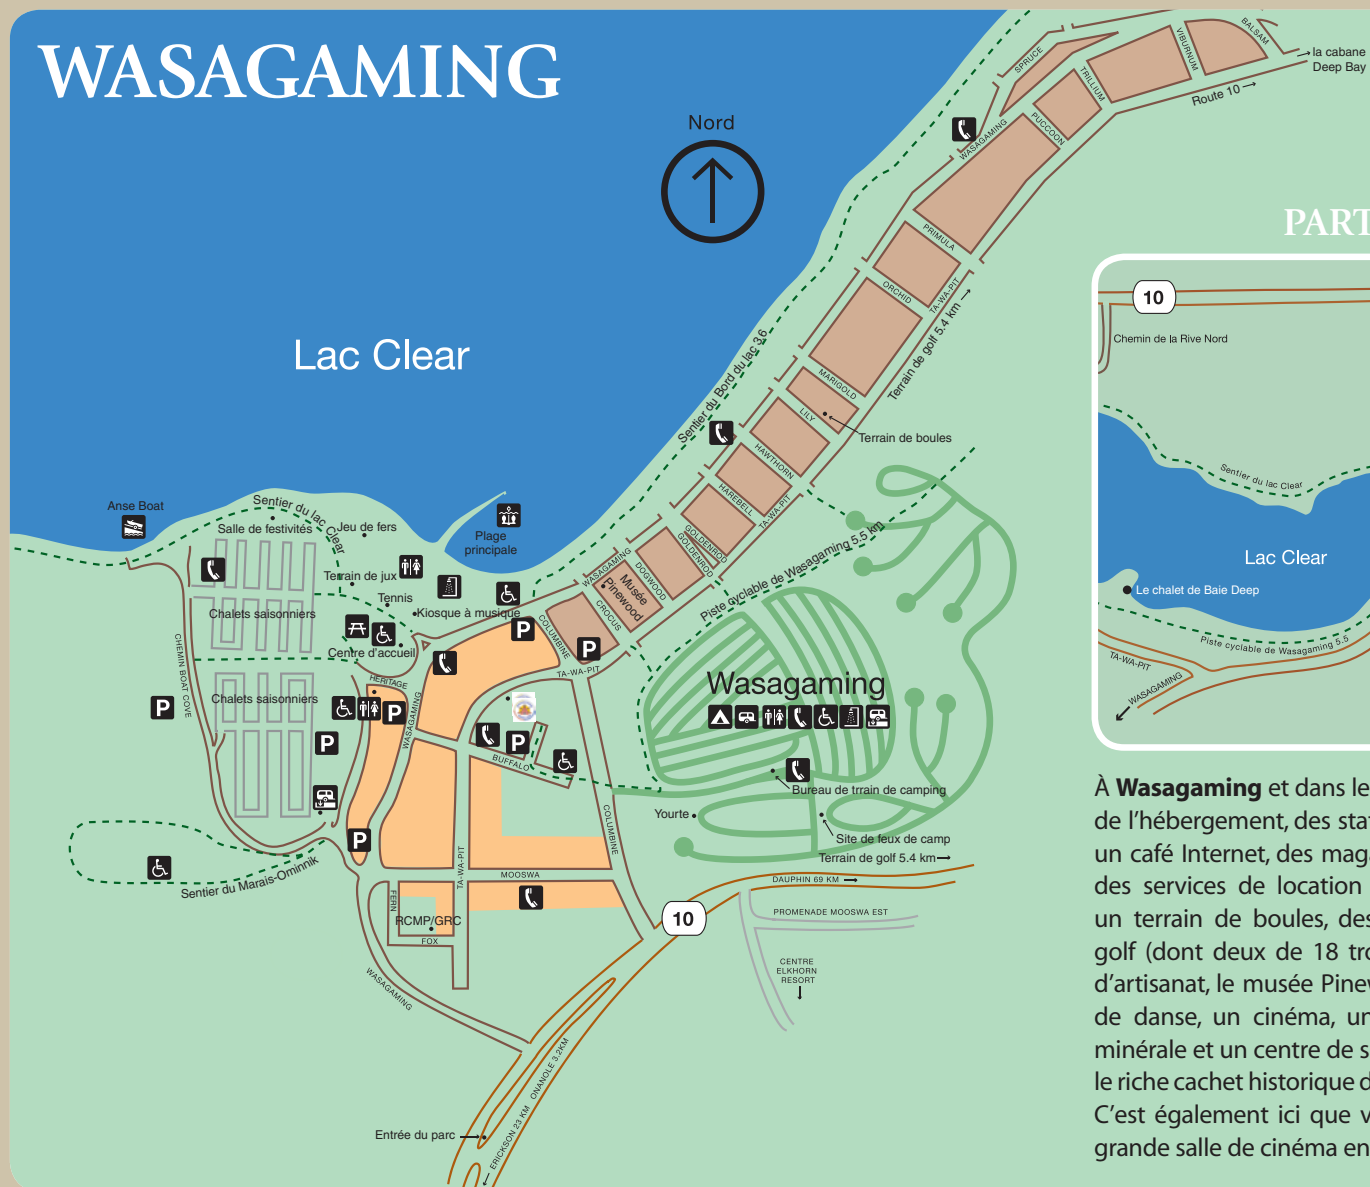 WASAGAMING
Nord
Lac Clear
SPRUCE
VIBURNUM
BALSAM
TRILLIUM
la cabane
Deep Bay
Route 10
PUCCOON
WASAGAMING
PRIMULA
ORCHID
TA-WA-PIT
Terrain de golf 5.4 km
Sentier du Bord du lac 3,6
MARIGOLD
LILY
Terrain de boules
HAWTHORN
HAREBELL
TA-WA-PIT
GOLDENROD
GOLDENROD
DOGWOOD
WASAGAMING
Musée
Pinewood
CROCUS
COLUMBINE
TA-WA-PIT
Piste cyclable de Wasagaming 5.5 km
Anse Boat
Sentier du lac Clear
Salle de festivités
Jeu de fers
Plage
principale
Terrain de jux
Tennis
Kiosque à musique
Chalets saisonniers
Centre d'accueil
CHEMIN BOAT COVE
HERITAGE
Chalets saisonniers
P
P
P
P
P
P
P
WASAGAMING
BUFFALO
Wasagaming
Bureau de trrain de camping
Yourte
Site de feux de camp
Terrain de golf 5.4 km
COLUMBINE
TA-WA-PIT
MOOSWA
Sentier du Marais-Ominnik
FERN
RCMP/GRC
FOX
WASAGAMING
10
DAUPHIN 69 KM
PROMENADE MOOSWA EST
CENTRE
ELKHORN
RESORT
ONANOLE 3.2KM
ERICKSON 23 KM
Entrée du parc
PART
10
Chemin de la Rive Nord
Sentier du lac Clear
Lac Clear
Le chalet de Baie Deep
Piste cyclable de Wasagaming 5.5
TA-WA-PIT
WASAGAMING
À Wasagaming et dans le
de l'hébergement, des stat
un café Internet, des maga
des services de location
un terrain de boules, des
golf (dont deux de 18 tro
d'artisanat, le musée Pinew
de danse, un cinéma, un
minérale et un centre de s
le riche cachet historique d
C'est également ici que v
grande salle de cinéma en